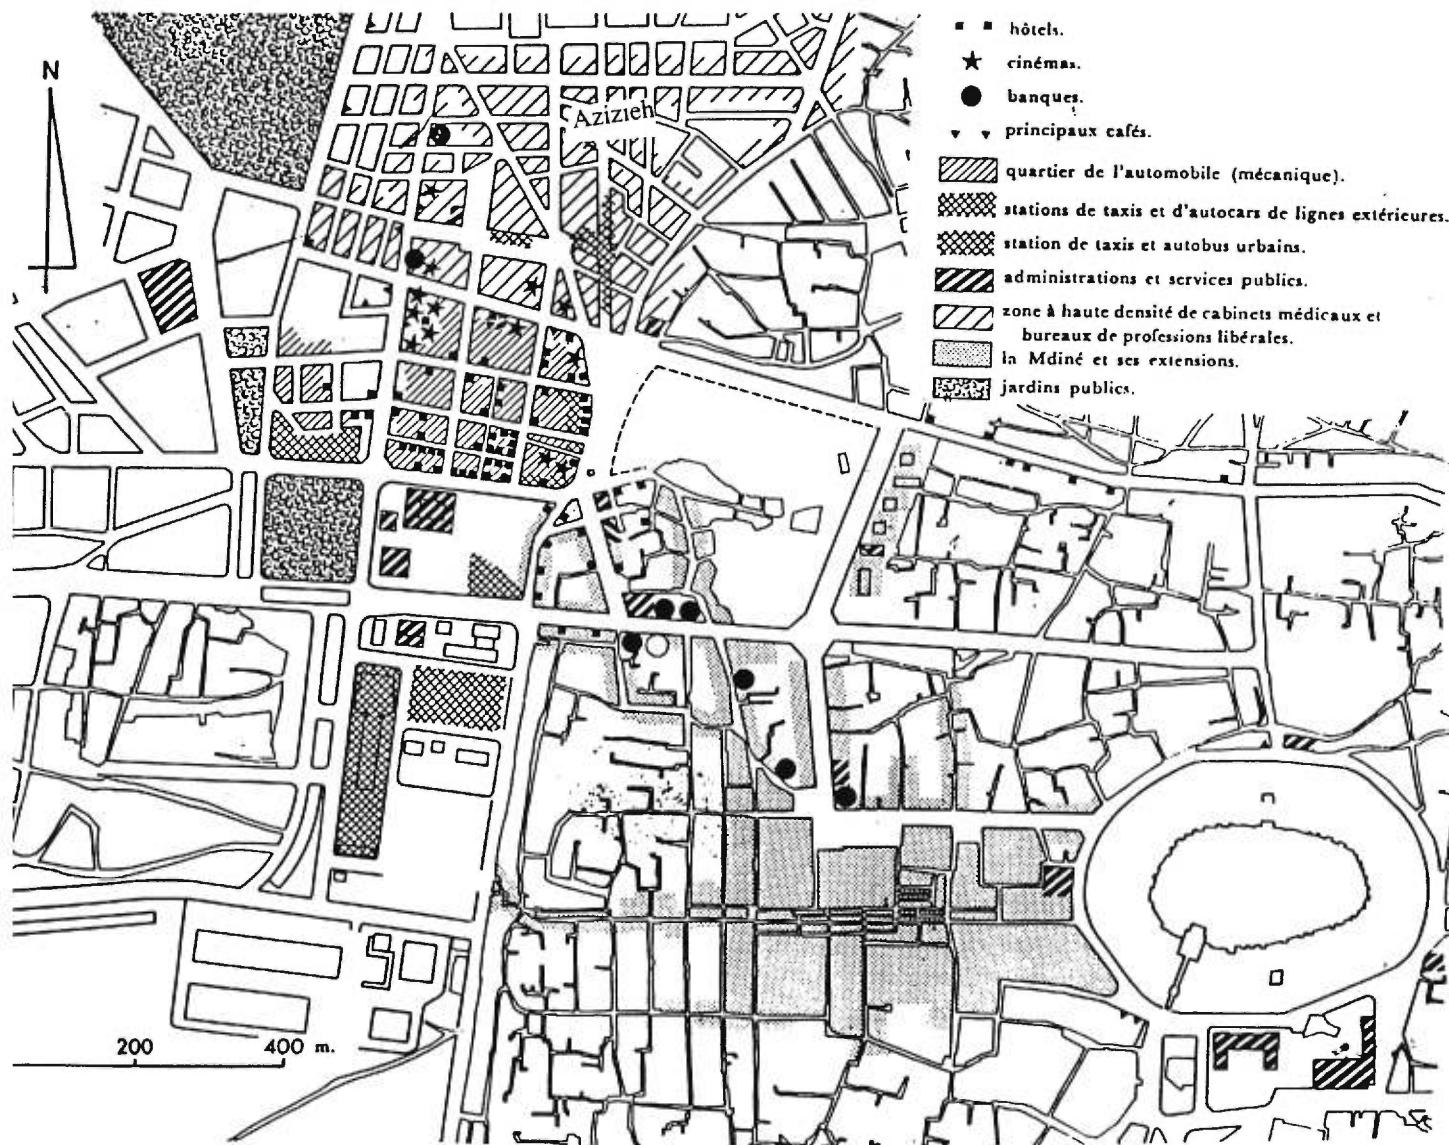 hôtels.
cinémas.
banques.
principaux cafés.
quartier de l'automobile (mécanique).
stations de taxis et d'autocars de lignes extérieures.
station de taxis et autobus urbains.
administrations et services publics.
zone à haute densité de cabinets médicaux et
bureaux de professions libérales.
la Mdiné et ses extensions.
jardins publics.
N
Azizieh
200
400 m.